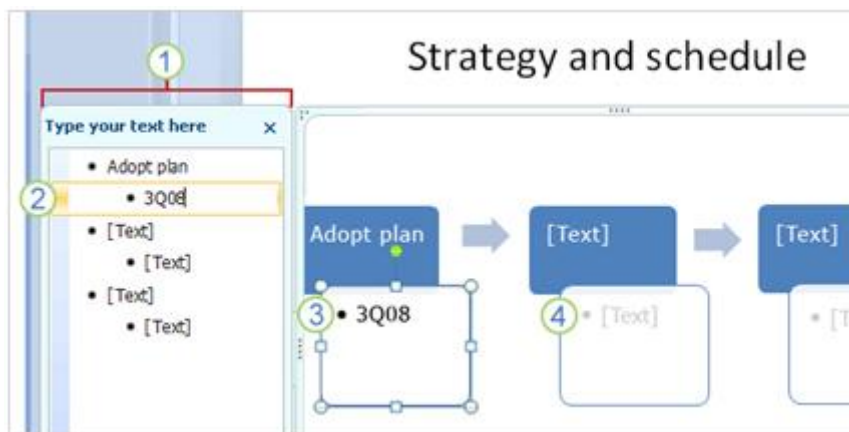 1
Strategy and schedule
Type your text here x
• Adopt plan
2
• 3Q08
• [Text]
• [Text]
• [Text]
• [Text]
Adopt plan
[Text]
[Text]
3
• 3Q08
4
• [Text]
• [T